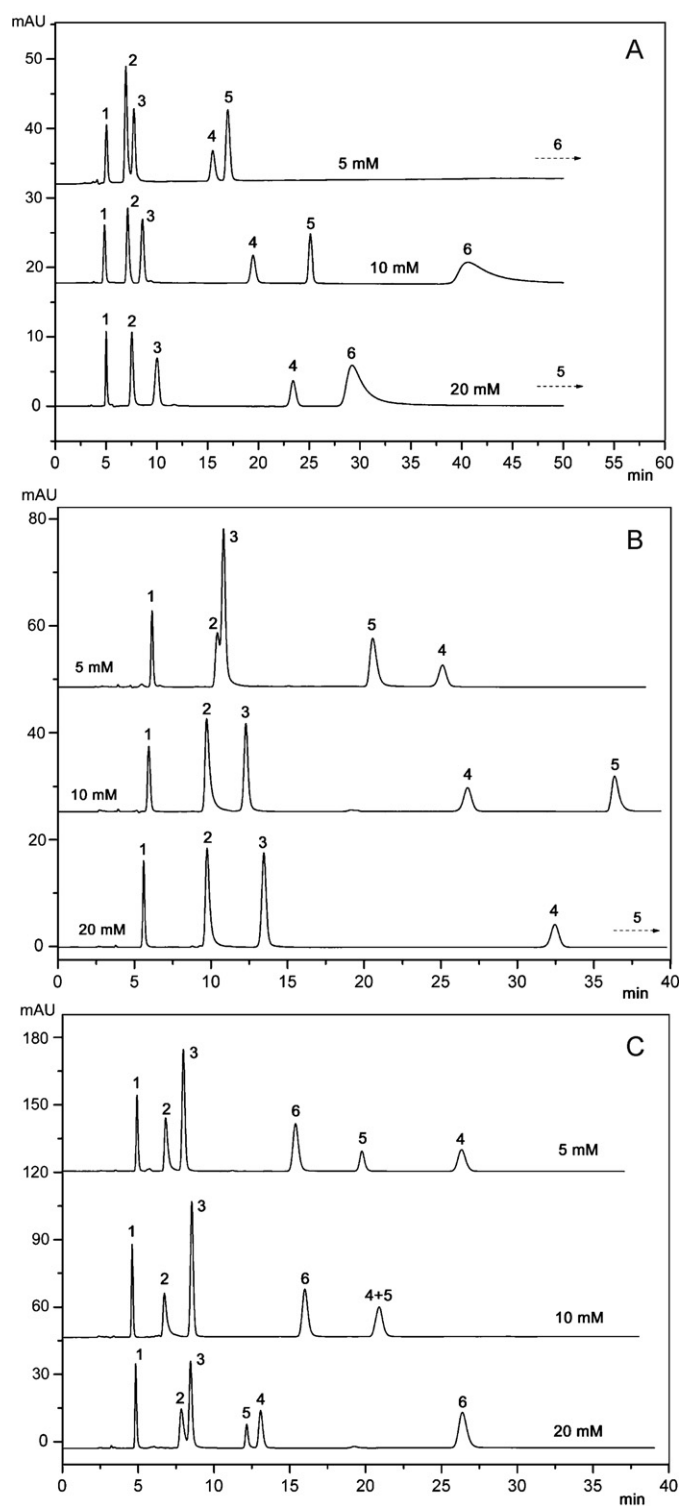 mAU
A
50
40
30
20
10
0
1 2 3 4 5 5 mM 6
1 2 3 4 5 10 mM 6
1 2 3 4 6 20 mM 5
0 5 10 15 20 25 30 35 40 45 50 55 60
min
mAU
B
80
60
40
20
0
5 mM 1 2 3 5 4
10 mM 1 2 3 4 5
20 mM 1 2 3 4 5
0 5 10 15 20 25 30 35 40
min
mAU
C
180
150
120
90
60
30
0
1 2 3 6 5 4 5 mM
1 2 3 6 4+5 10 mM
1 2 3 5 4 6 20 mM
0 5 10 15 20 25 30 35 40
min